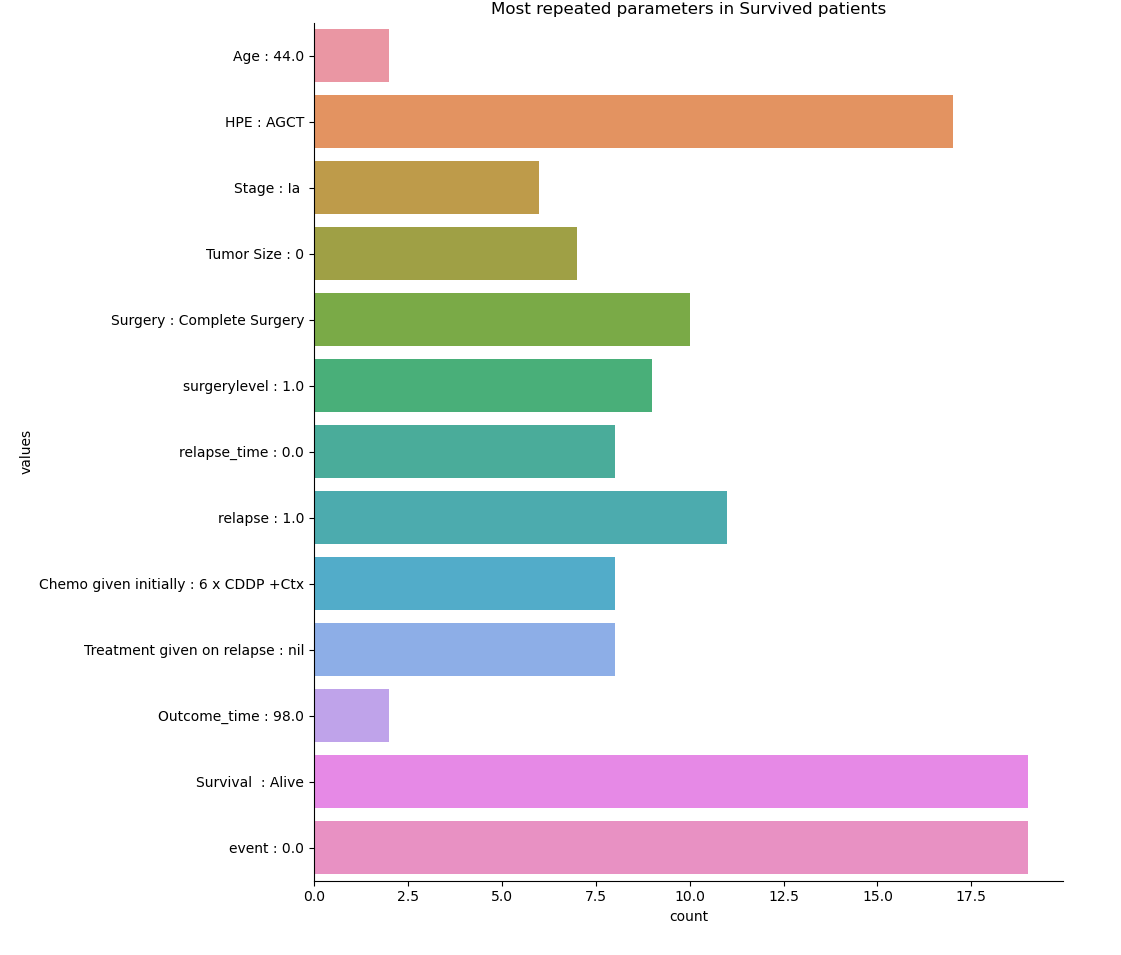 Most repeated parameters in Survived patients
Age : 44.0
HPE : AGCT
Stage : Ia
Tumor Size : 0
Surgery : Complete Surgery
surgerylevel : 1.0
relapse_time : 0.0
relapse : 1.0
Chemo given initially : 6 x CDDP +Ctx
Treatment given on relapse : nil
Outcome_time : 98.0
Survival  : Alive
event : 0.0
values
0.0 2.5 5.0 7.5 10.0 12.5 15.0 17.5
count